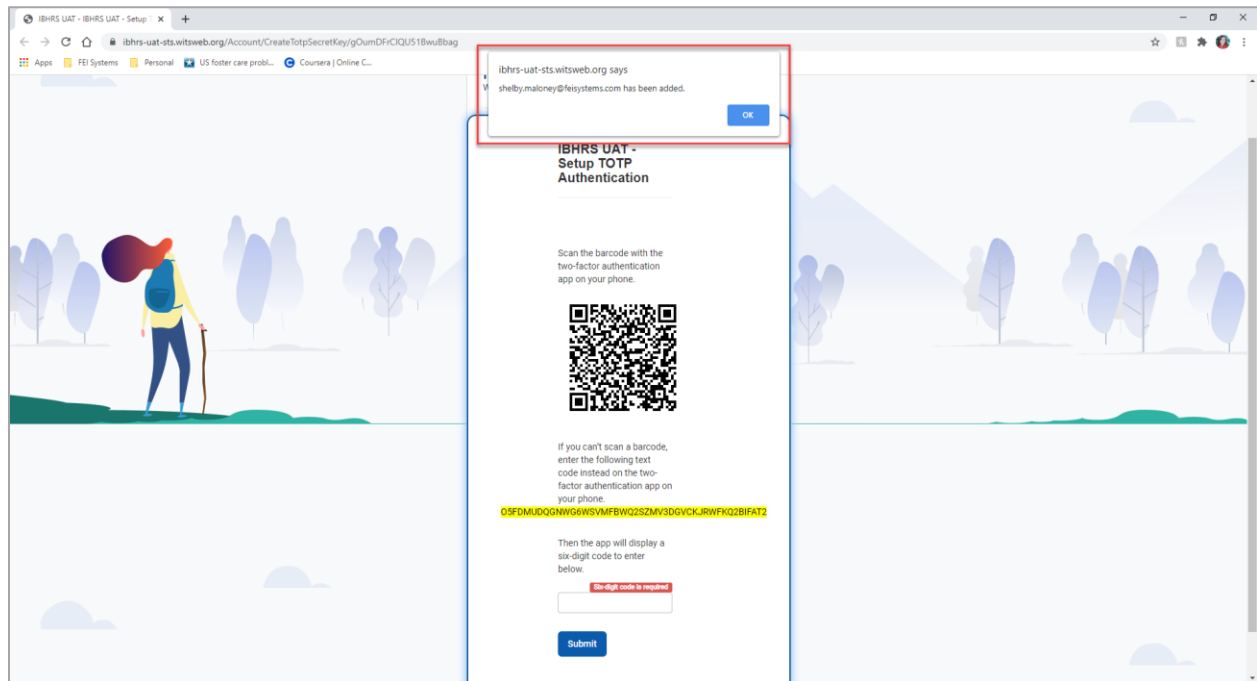 IBHRS UAT - IBHRS UAT - Setup T
ibhrs-uat-sts.witsweb.org/Account/CreateTotpSecretKey/gOumDFrCIQU51BwuBbag
Apps FEI Systems Personal US foster care probl... Coursera | Online C...
ibhrs-uat-sts.witsweb.org says
shelby.maloney@feisystems.com has been added.
OK
IBHRS UAT -
Setup TOTP
Authentication
Scan the barcode with the
two-factor authentication
app on your phone.
If you can't scan a barcode,
enter the following text
code instead on the two-
factor authentication app on
your phone.
O5FDMUDQGNWG6WSVMFBWQ2SZMV3DGVCKJRWFKQ2BIFAT2
Then the app will display a
six-digit code to enter
below.
Six-digit code is required
Submit